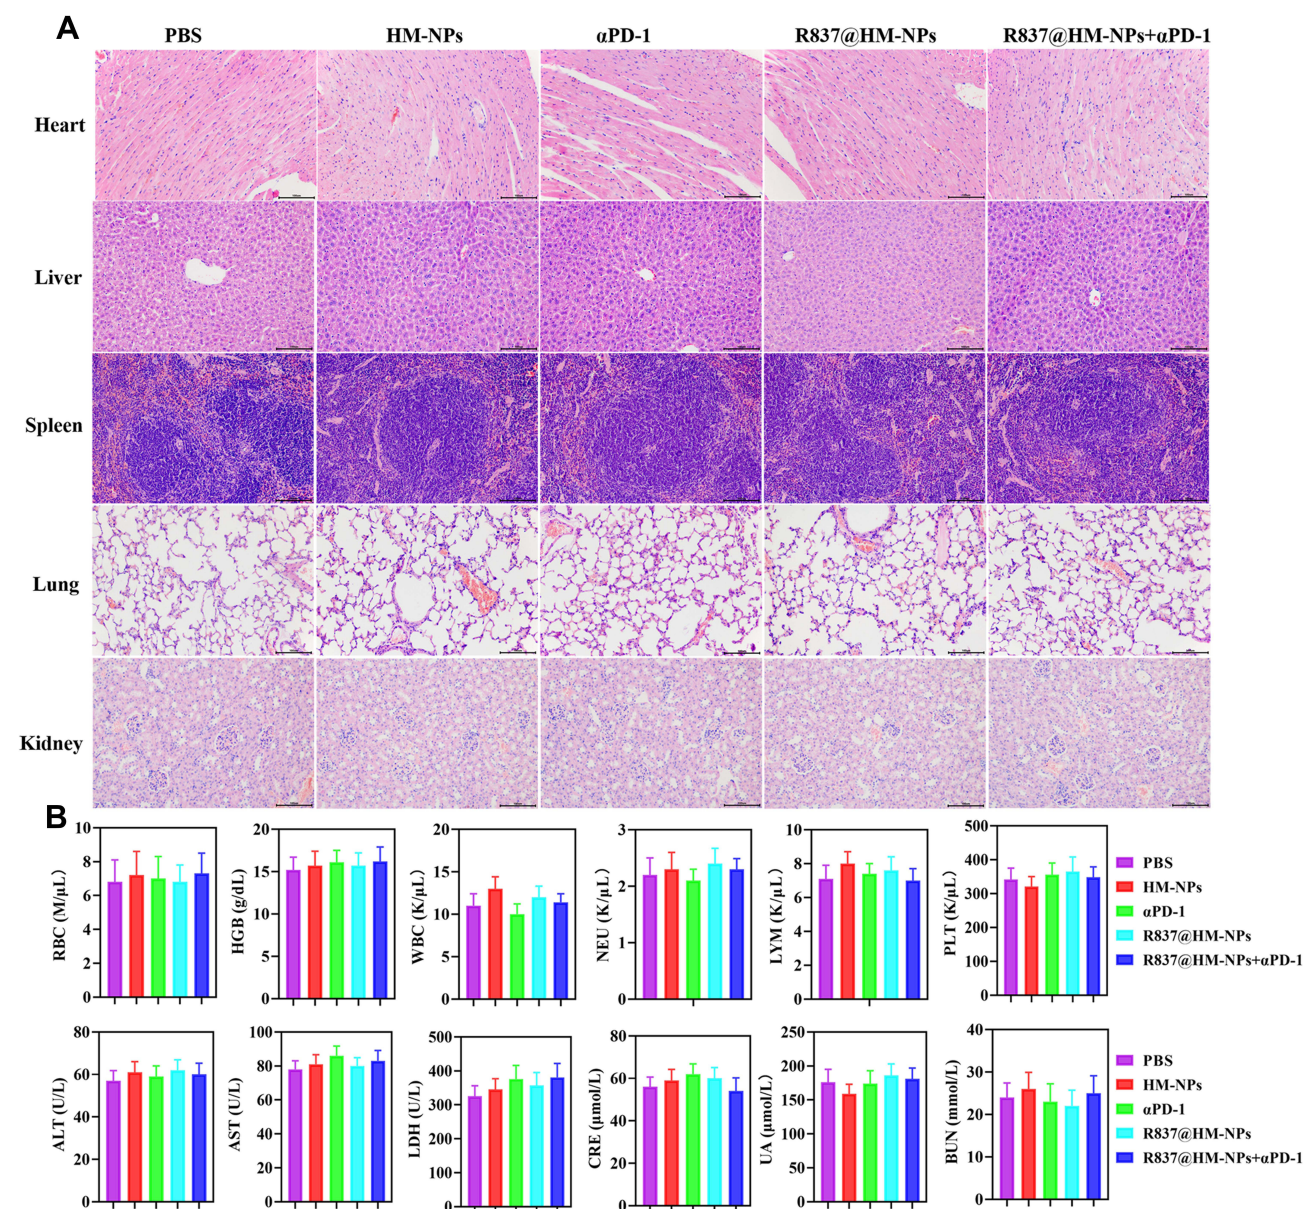 A
PBS HM-NPs αPD-1 R837@HM-NPs R837@HM-NPs+αPD-1
Heart
Liver
Spleen
Lung
Kidney
B
RBC (M/μL)
10
8
6
4
2
0
HGB (g/dL)
20
15
10
5
0
WBC (K/μL)
20
15
10
5
0
NEU (K/μL)
3
2
1
0
LYM (K/μL)
10
8
6
4
2
0
PLT (K/μL)
500
400
300
200
100
0
PBS
HM-NPs
αPD-1
R837@HM-NPs
R837@HM-NPs+αPD-1
ALT (U/L)
80
60
40
20
0
AST (U/L)
100
80
60
40
20
0
LDH (U/L)
500
400
300
200
100
0
CRE (μmol/L)
80
60
40
20
0
UA (μmol/L)
250
200
150
100
50
0
BUN (mmol/L)
40
30
20
10
0
PBS
HM-NPs
αPD-1
R837@HM-NPs
R837@HM-NPs+αPD-1